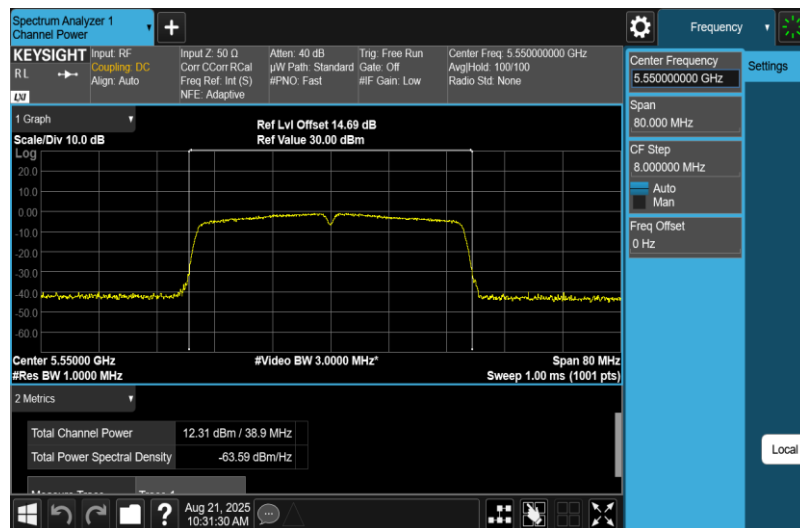 Spectrum Analyzer 1
Channel Power
+
Frequency
KEYSIGHT
RL
LXI
Input: RF
Coupling: DC
Align: Auto
Input Z: 50 Ω
Corr CCorr RCal
Freq Ref: Int (S)
NFE: Adaptive
Atten: 40 dB
µW Path: Standard
#PNO: Fast
Trig: Free Run
Gate: Off
#IF Gain: Low
Center Freq: 5.550000000 GHz
Avg|Hold: 100/100
Radio Std: None
Center Frequency
5.550000000 GHz
Settings
Span
80.000 MHz
CF Step
8.000000 MHz
Auto
Man
Freq Offset
0 Hz
Local
1 Graph
Scale/Div 10.0 dB
Ref Lvl Offset 14.69 dB
Ref Value 30.00 dBm
Log
20.0
10.0
0.00
-10.0
-20.0
-30.0
-40.0
-50.0
-60.0
Center 5.55000 GHz
#Res BW 1.0000 MHz
#Video BW 3.0000 MHz*
Span 80 MHz
Sweep 1.00 ms (1001 pts)
2 Metrics
Total Channel Power 12.31 dBm / 38.9 MHz
Total Power Spectral Density -63.59 dBm/Hz
?
Aug 21, 2025
10:31:30 AM